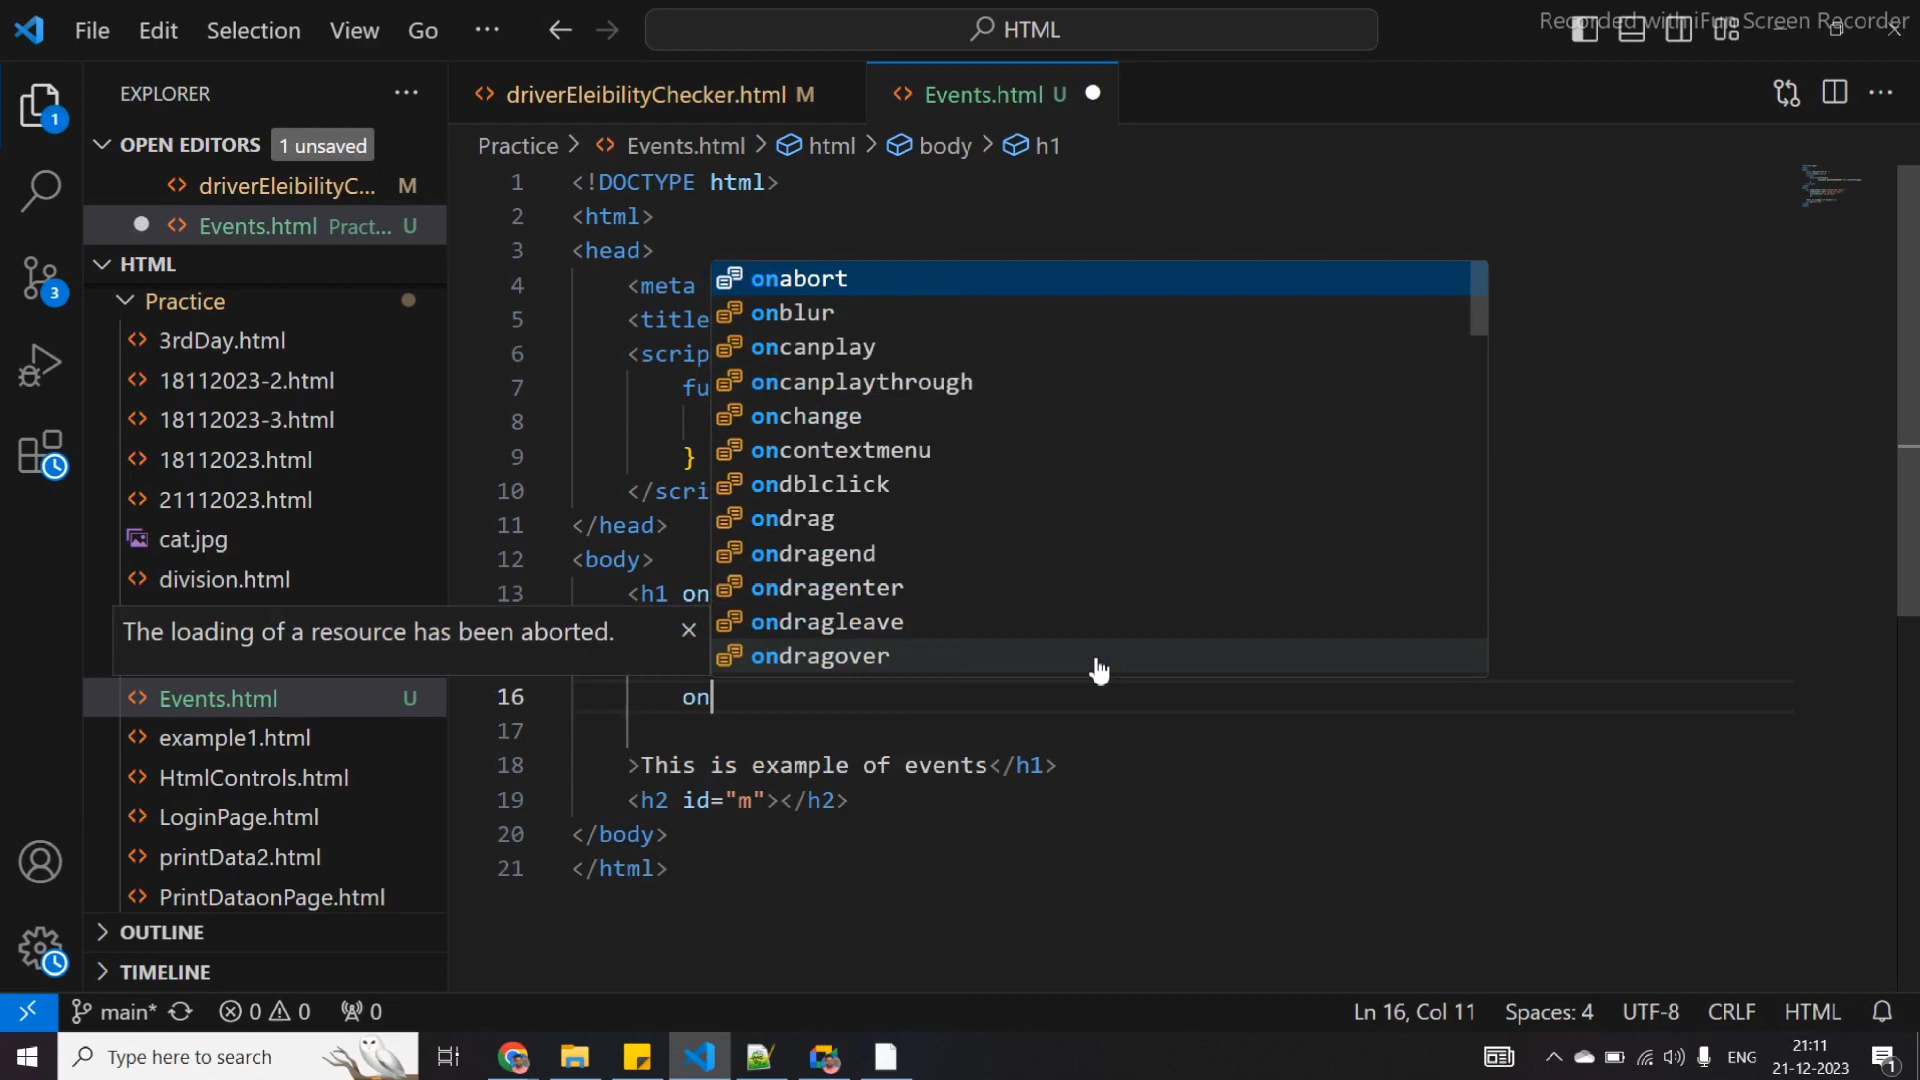 File Edit Selection View Go ··· HTML
Recorded with iFun Screen Recorder
EXPLORER
OPEN EDITORS 1 unsaved
driverEleibilityC... M
Events.html Pract... U
HTML
Practice
3rdDay.html
18112023-2.html
18112023-3.html
18112023.html
21112023.html
cat.jpg
division.html
The loading of a resource has been aborted.
Events.html U
example1.html
HtmlControls.html
LoginPage.html
printData2.html
PrintDataonPage.html
OUTLINE
TIMELINE
1
3
driverEleibilityChecker.html M Events.html U
Practice > Events.html > html > body > h1
1 <!DOCTYPE html>
2 <html>
3 <head>
4 <meta
5 <title
6 <scrip
7 fu
8
9 }
10 </scri
11 </head>
12 <body>
13 <h1 on
16 on
17
18 >This is example of events</h1>
19 <h2 id="m"></h2>
20 </body>
21 </html>
onabort
onblur
oncanplay
oncanplaythrough
onchange
oncontextmenu
ondblclick
ondrag
ondragend
ondragenter
ondragleave
ondragover
main* 0 0 0 Ln 16, Col 11 Spaces: 4 UTF-8 CRLF HTML
Type here to search ENG 21:11
21-12-2023 1